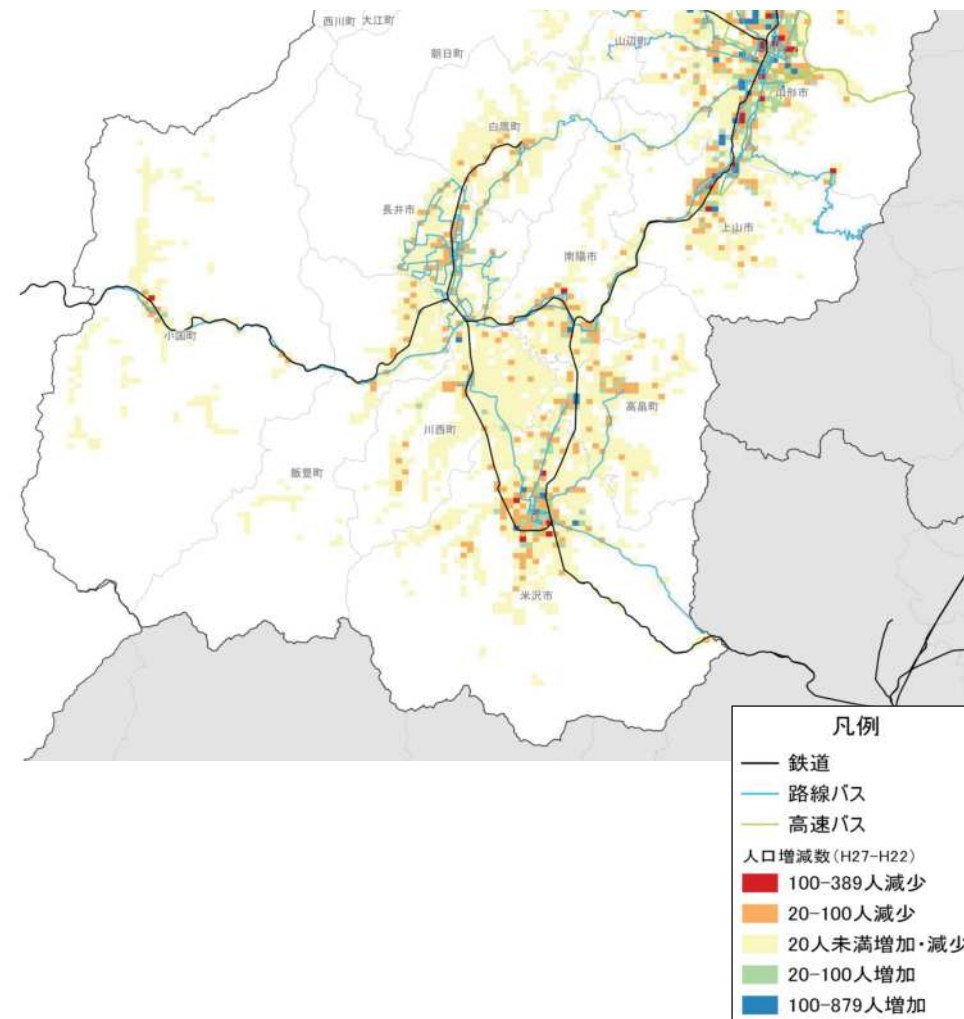 西川町 大江町
山辺町
朝日町
山形市
白鷹町
長井市
上山市
南陽市
小国町
高畠町
川西町
飯豊町
米沢市
凡例
鉄道
路線バス
高速バス
人口増減数(H27-H22)
100-389人減少
20-100人減少
20人未満増加・減少
20-100人増加
100-879人増加